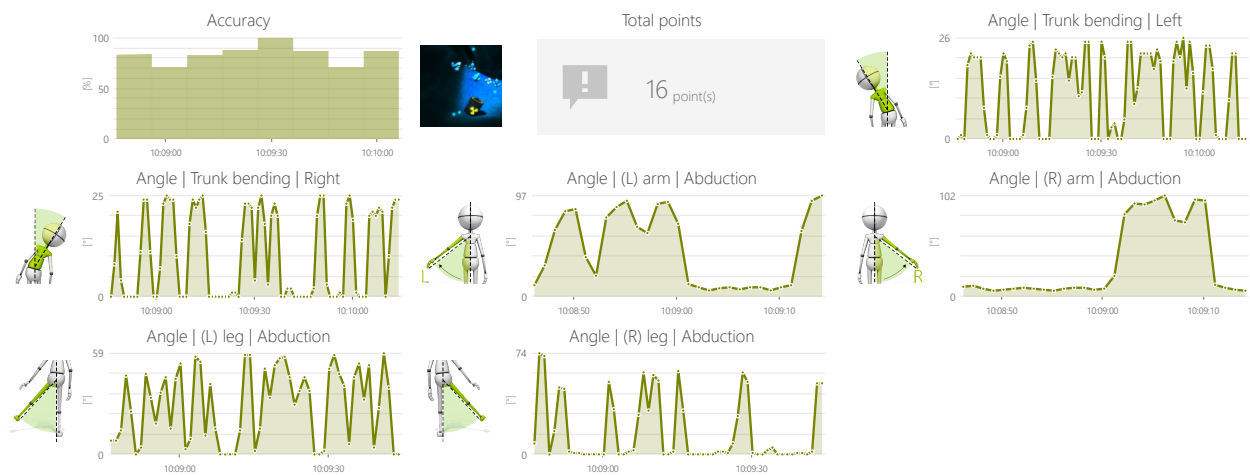 Accuracy
100
50
0
[%]
10:09:00 10:09:30 10:10:00
Total points
16 point(s)
Angle | Trunk bending | Left
26
0
[°]
10:09:00 10:09:30 10:10:00
Angle | Trunk bending | Right
25
0
[°]
10:09:00 10:09:30 10:10:00
Angle | (L) arm | Abduction
L
97
0
[°]
10:08:50 10:09:00 10:09:10
Angle | (R) arm | Abduction
R
102
0
[°]
10:08:50 10:09:00 10:09:10
Angle | (L) leg | Abduction
59
0
[°]
10:09:00 10:09:30
Angle | (R) leg | Abduction
74
0
[°]
10:09:00 10:09:30